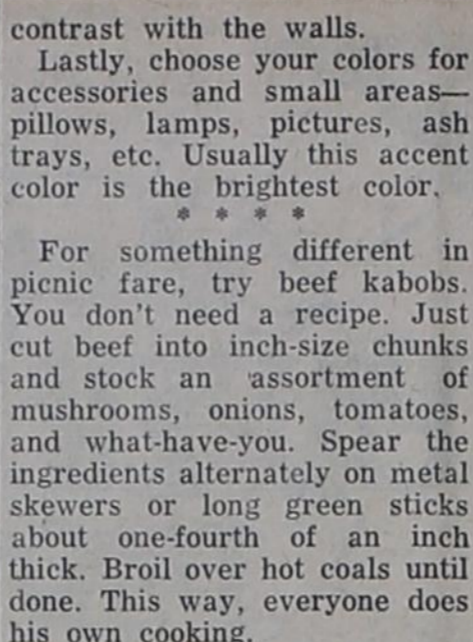 contrast with the walls.
Lastly, choose your colors for
accessories and small areas—
pillows, lamps, pictures, ash
trays, etc. Usually this accent
color is the brightest color.
* * * *
For something different in
picnic fare, try beef kabobs.
You don't need a recipe. Just
cut beef into inch-size chunks
and stock an assortment of
mushrooms, onions, tomatoes,
and what-have-you. Spear the
ingredients alternately on metal
skewers or long green sticks
about one-fourth of an inch
thick. Broil over hot coals until
done. This way, everyone does
his own cooking.